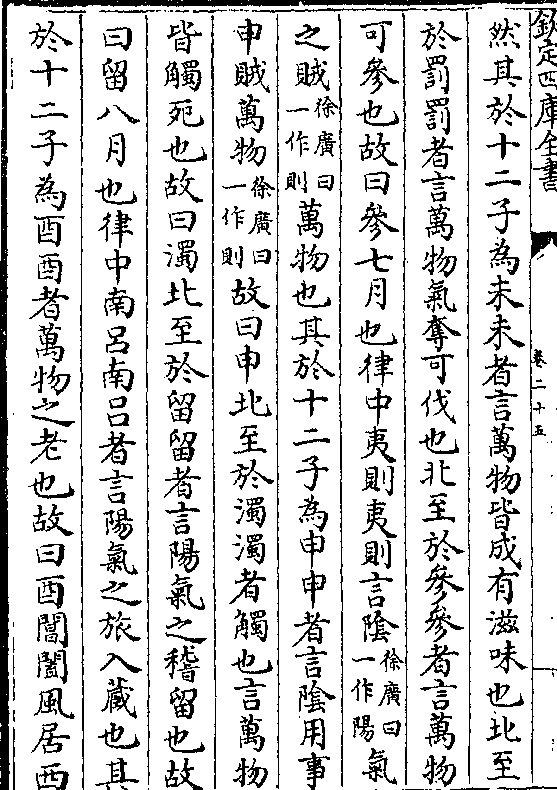 欽定四庫全書
卷二十五
然其於十二子為未未者言萬物皆成有滋味也北至
於罰罰者言萬物氣奪可伐也北至於參參者言萬物
可參也故曰參七月也律中夷則夷則言陰徐廣曰一作陽氣
之賊徐廣曰一作則萬物也其於十二子為申申者言陰用事
申賊萬物徐廣曰一作則故曰申北至於濁濁者觸也言萬物
皆觸死也故曰濁北至於留留者言陽氣之稽留也故
曰留八月也律中南呂南呂者言陽氣之旅入藏也其
於十二子為酉酉者萬物之老也故曰酉閶闔風居西